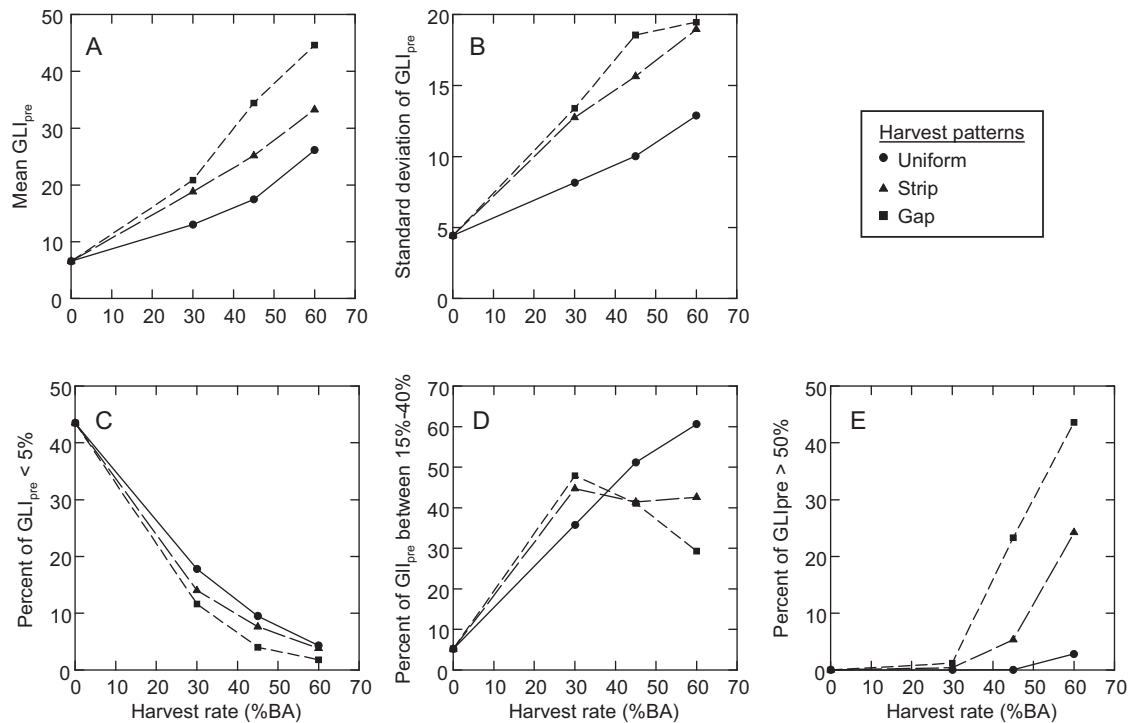 A
Mean GLIpre
50
40
30
20
10
0
0 10 20 30 40 50 60 70
B
Standard deviation of GLIpre
20
15
10
5
0
0 10 20 30 40 50 60 70
Harvest patterns
Uniform
Strip
Gap
C
Percent of GLIpre < 5%
50
40
30
20
10
0
0 10 20 30 40 50 60 70
Harvest rate (%BA)
D
Percent of GIlpre between 15%-40%
70
60
50
40
30
20
10
0
0 10 20 30 40 50 60 70
Harvest rate (%BA)
E
Percent of GLIpre > 50%
50
40
30
20
10
0
0 10 20 30 40 50 60 70
Harvest rate (%BA)